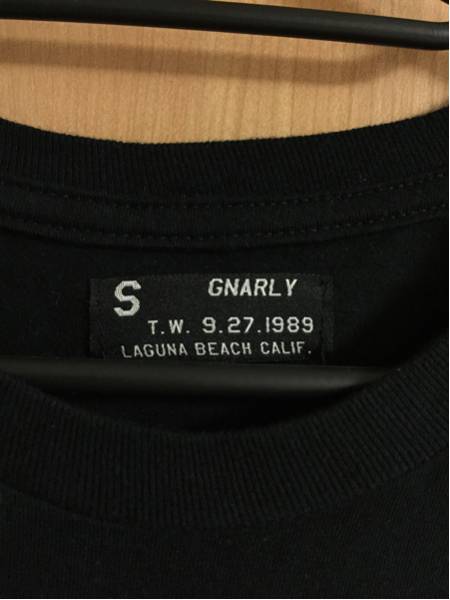 S GNARLY
T.W. 9.27.1989
LAGUNA BEACH CALIF.